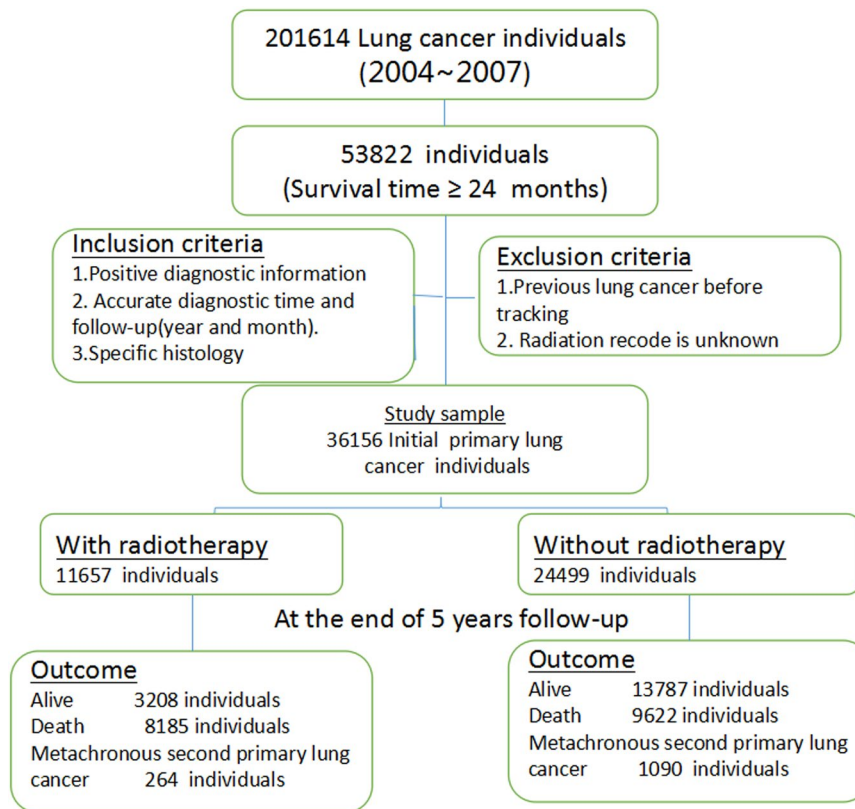 201614 Lung cancer individuals
(2004~2007)
53822 individuals
(Survival time ≥ 24 months)
Inclusion criteria
1.Positive diagnostic information
2. Accurate diagnostic time and
follow-up(year and month).
3.Specific histology
Exclusion criteria
1.Previous lung cancer before
tracking
2. Radiation recode is unknown
Study sample
36156 Initial primary lung
cancer individuals
With radiotherapy
11657 individuals
Without radiotherapy
24499 individuals
At the end of 5 years follow-up
Outcome
Alive 3208 individuals
Death 8185 individuals
Metachronous second primary lung
cancer 264 individuals
Outcome
Alive 13787 individuals
Death 9622 individuals
Metachronous second primary lung
cancer 1090 individuals